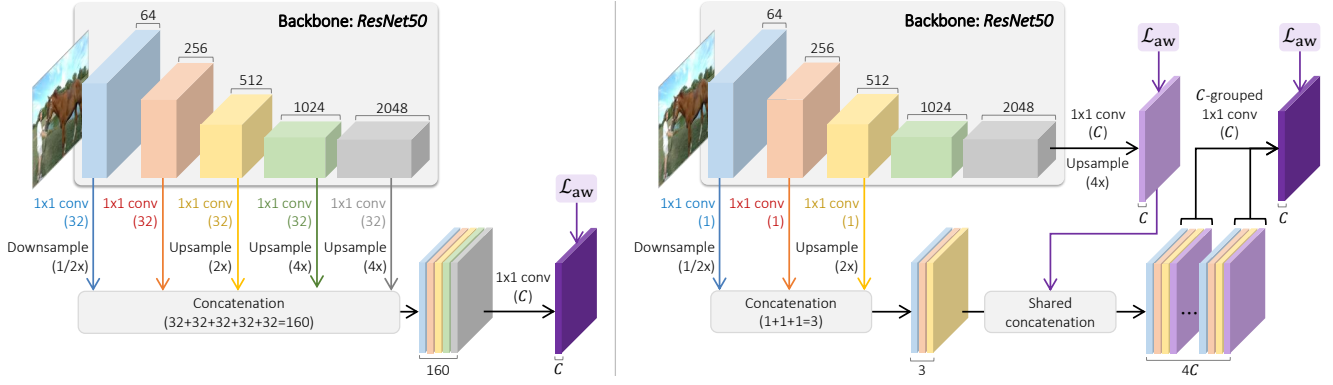 Backbone: ResNet50
64
256
512
1024
2048
1x1 conv
(32)
1x1 conv
(32)
1x1 conv
(32)
1x1 conv
(32)
1x1 conv
(32)
Downsample
(1/2x)
Upsample
(2x)
Upsample
(4x)
Upsample
(4x)
Concatenation
(32+32+32+32+32=160)
160
1x1 conv
(C)
ℒaw
C
Backbone: ResNet50
64
256
512
1024
2048
1x1 conv
(C)
Upsample
(4x)
ℒaw
C
C-grouped
1x1 conv
(C)
ℒaw
C
1x1 conv
(1)
1x1 conv
(1)
1x1 conv
(1)
Downsample
(1/2x)
Upsample
(2x)
Concatenation
(1+1+1=3)
3
Shared
concatenation
...
4C